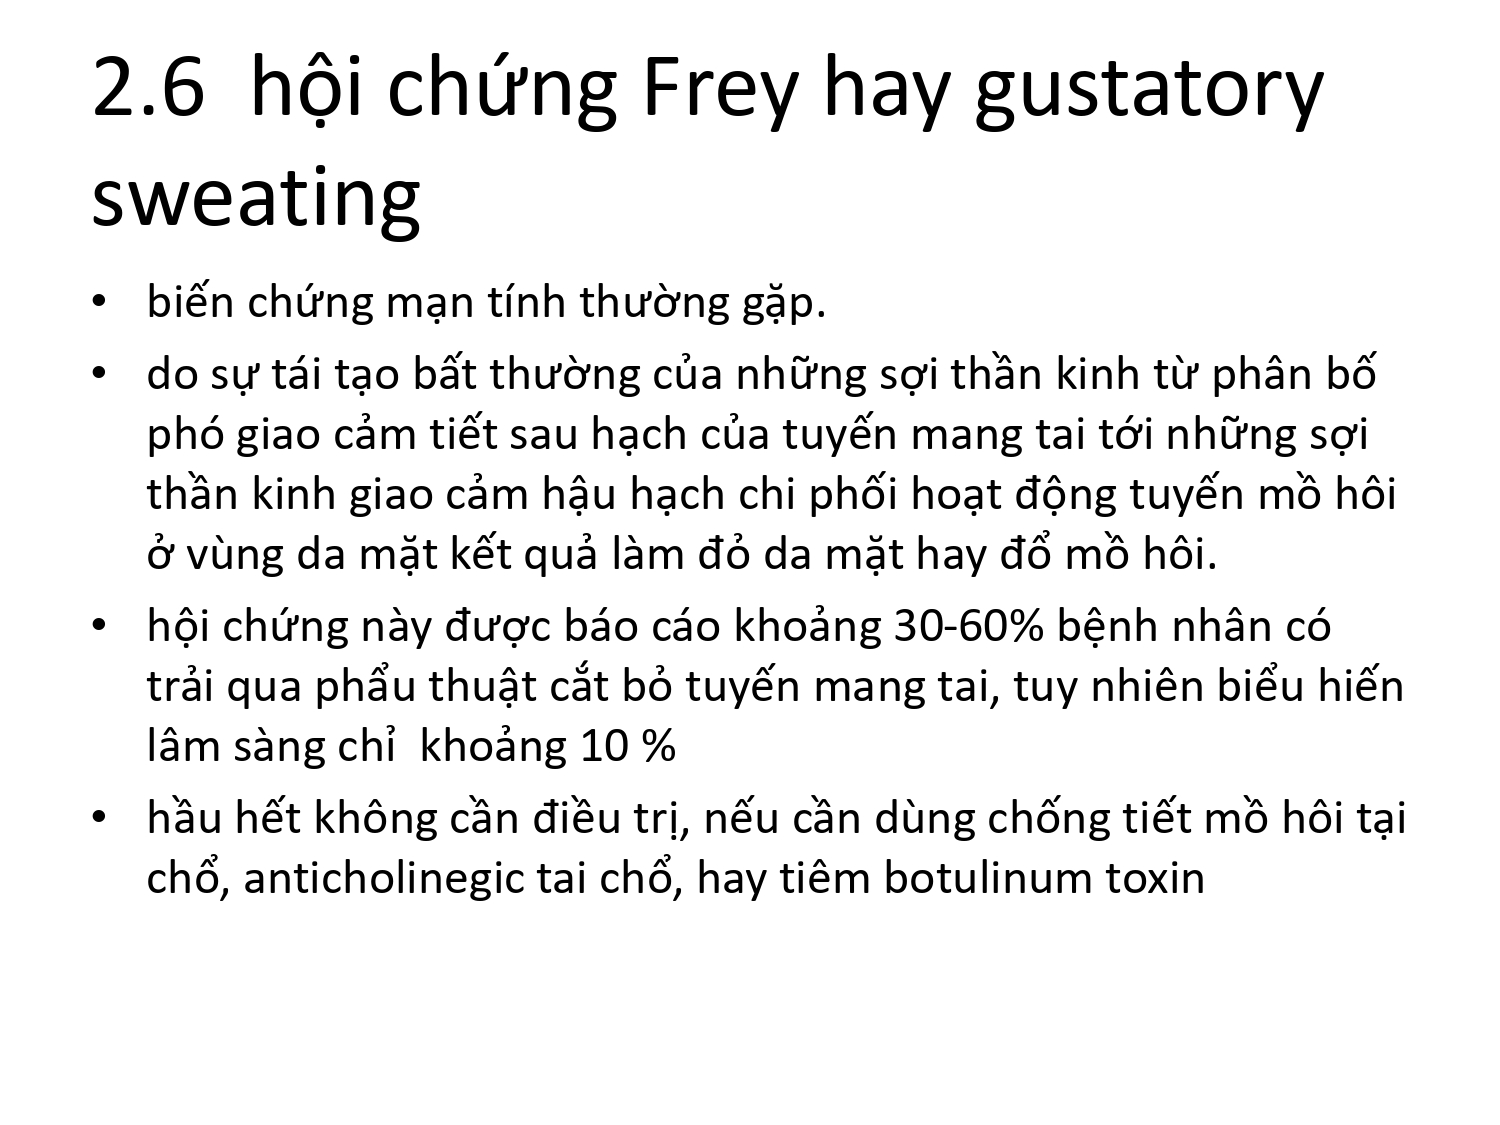 2.6  hội chứng Frey hay gustatory
sweating
• biến chứng mạn tính thường gặp.
• do sự tái tạo bất thường của những sợi thần kinh từ phân bố
phó giao cảm tiết sau hạch của tuyến mang tai tới những sợi
thần kinh giao cảm hậu hạch chi phối hoạt động tuyến mồ hôi
ở vùng da mặt kết quả làm đỏ da mặt hay đổ mồ hôi.
• hội chứng này được báo cáo khoảng 30-60% bệnh nhân có
trải qua phẩu thuật cắt bỏ tuyến mang tai, tuy nhiên biểu hiến
lâm sàng chỉ  khoảng 10 %
• hầu hết không cần điều trị, nếu cần dùng chống tiết mồ hôi tại
chổ, anticholinegic tai chổ, hay tiêm botulinum toxin